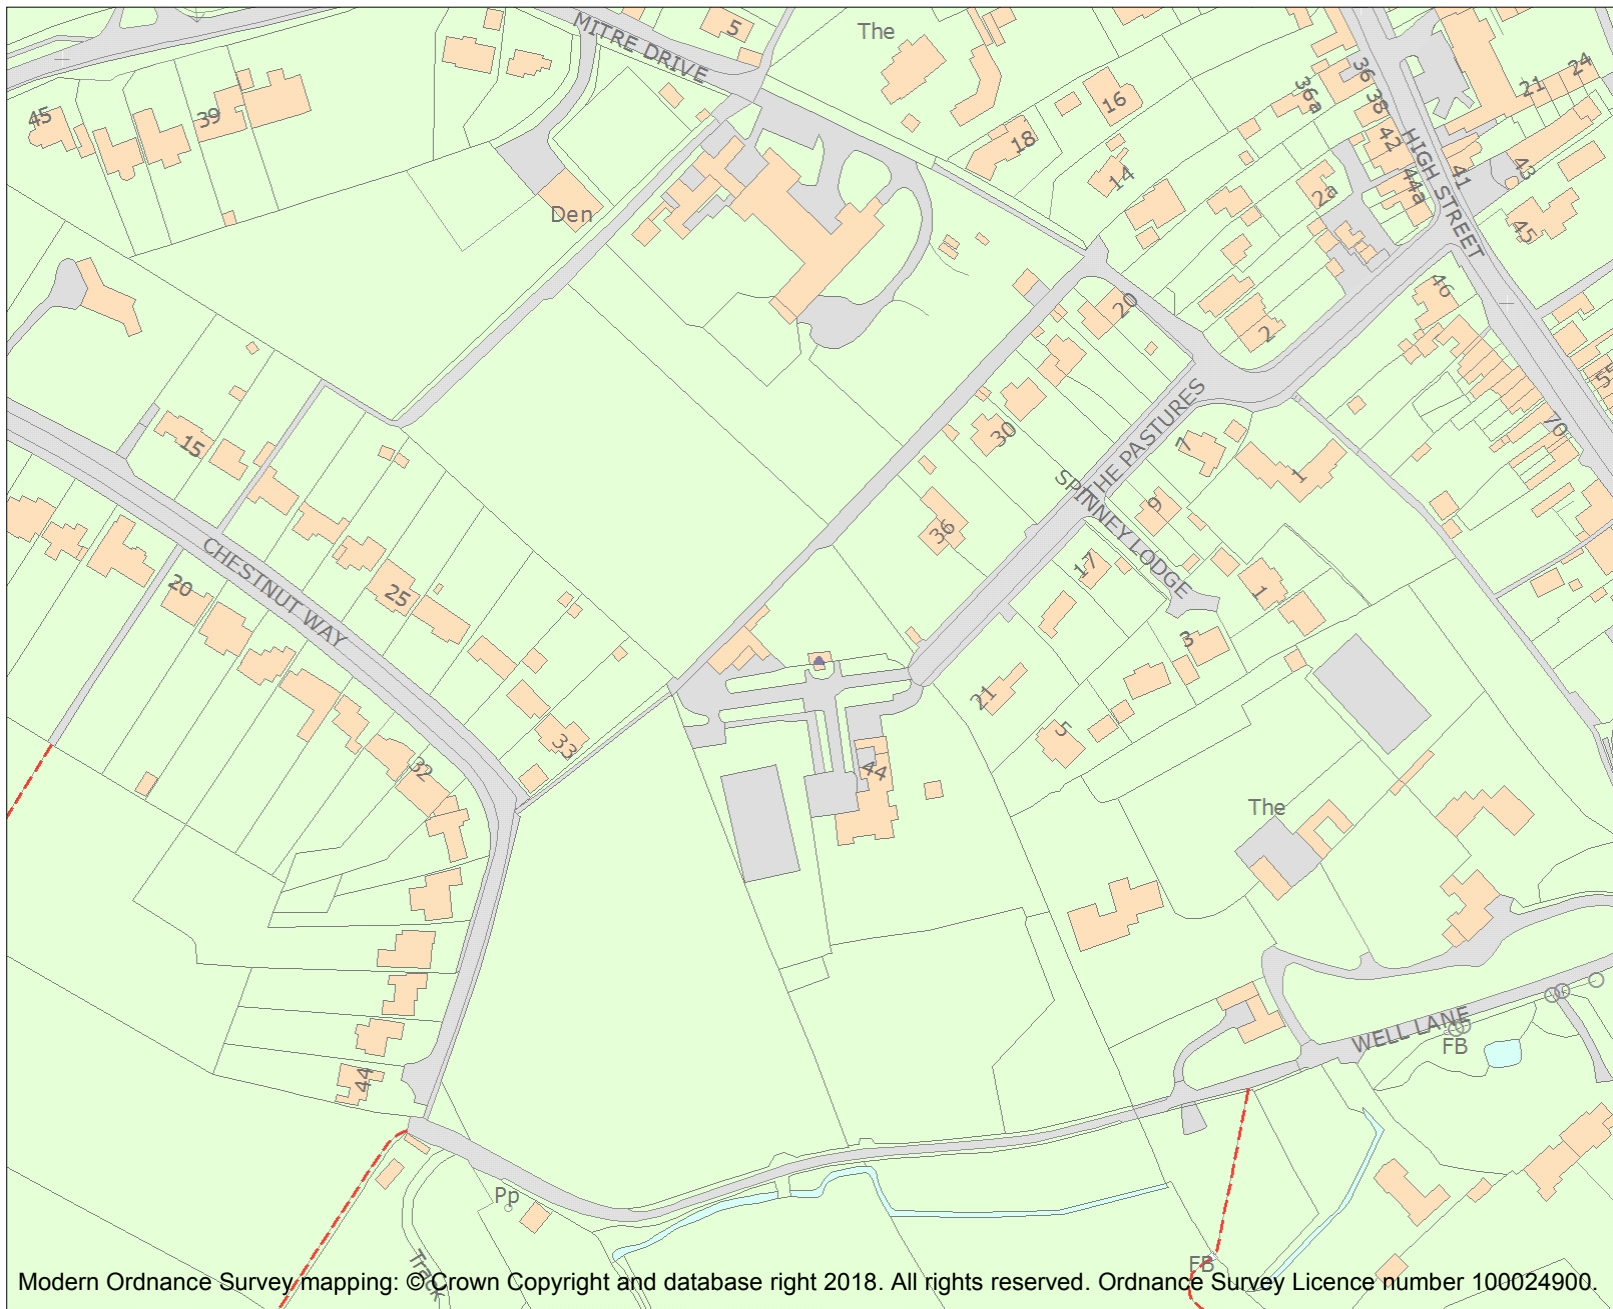 MITRE DRIVE
5
The
45
39
Den
18
16
14
36a
36
38
42
44a
2a
HIGH STREET
41
43
45
21
24
20
2
46
55
70
15
30
THE PASTURES
7
1
9
36
SPINNEY LODGE
17
1
3
21
5
20
CHESTNUT WAY
25
33
32
44
The
44
WELL LANE
FB
Pp
Track
FB
Modern Ordnance Survey mapping: © Crown Copyright and database right 2018. All rights reserved. Ordnance Survey Licence number 100024900.